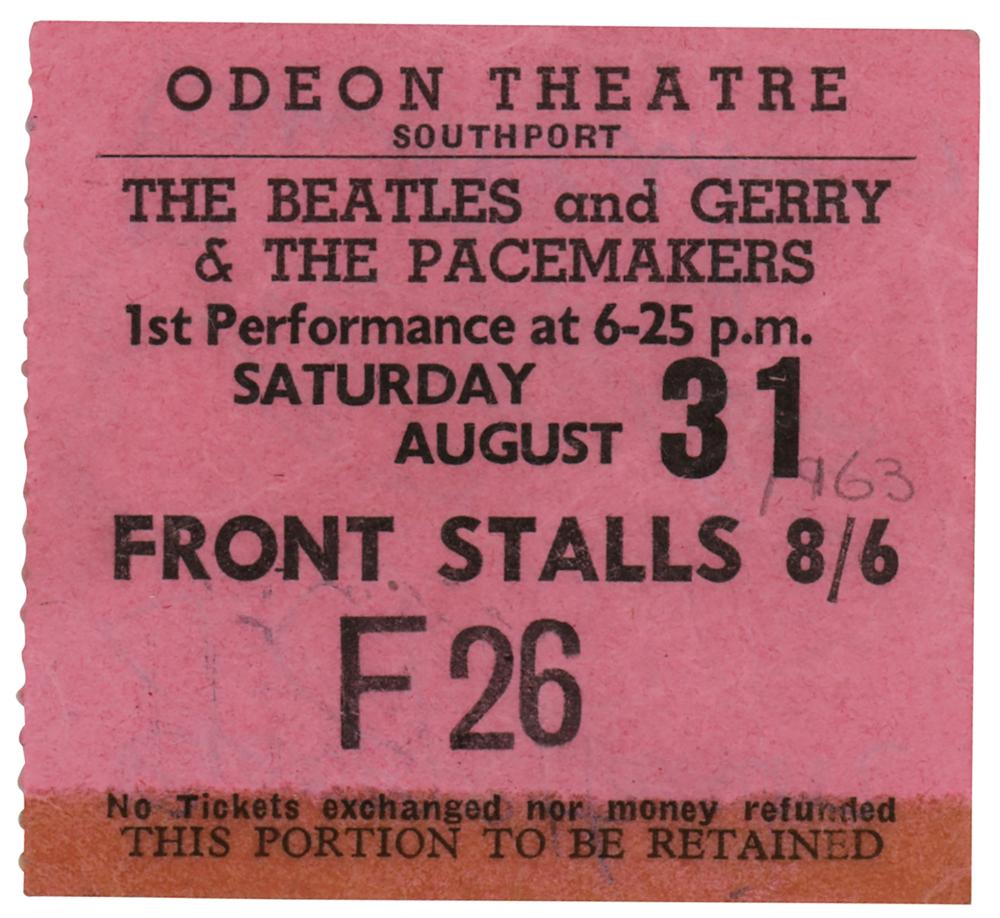 ODEON THEATRE
SOUTHPORT
THE BEATLES and GERRY
& THE PACEMAKERS
1st Performance at 6-25 p.m.
SATURDAY
AUGUST 31
1963
FRONT STALLS 8/6
F 26
No Tickets exchanged nor money refunded
THIS PORTION TO BE RETAINED